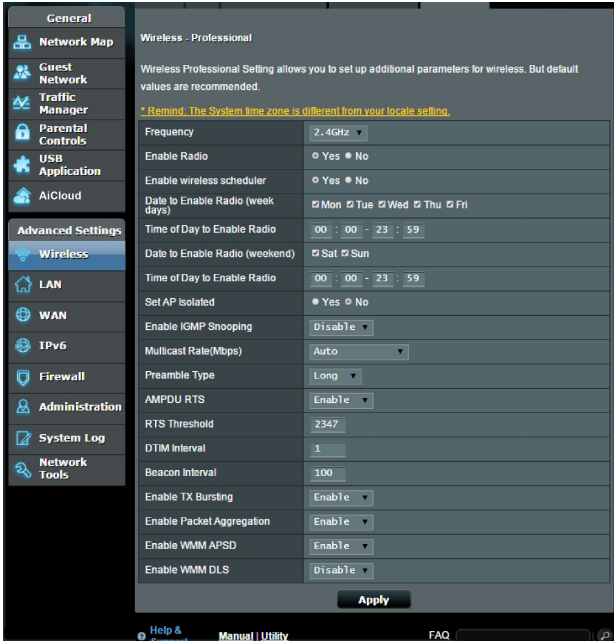 General
Network Map
Guest
Network
Traffic
Manager
Parental
Controls
USB
Application
AiCloud
Advanced Settings
Wireless
LAN
WAN
IPv6
Firewall
Administration
System Log
Network
Tools
Wireless - Professional
Wireless Professional Setting allows you to set up additional parameters for wireless. But default
values are recommended.
* Remind: The System time zone is different from your locale setting.
Frequency 2.4GHz
Enable Radio Yes No
Enable wireless scheduler Yes No
Date to Enable Radio (week
days) Mon Tue Wed Thu Fri
Time of Day to Enable Radio 00 : 00 - 23 : 59
Date to Enable Radio (weekend) Sat Sun
Time of Day to Enable Radio 00 : 00 - 23 : 59
Set AP Isolated Yes No
Enable IGMP Snooping Disable
Multicast Rate(Mbps) Auto
Preamble Type Long
AMPDU RTS Enable
RTS Threshold 2347
DTIM Interval 1
Beacon Interval 100
Enable TX Bursting Enable
Enable Packet Aggregation Enable
Enable WMM APSD Enable
Enable WMM DLS Disable
Apply
Help &
Support Manual | Utility FAQ